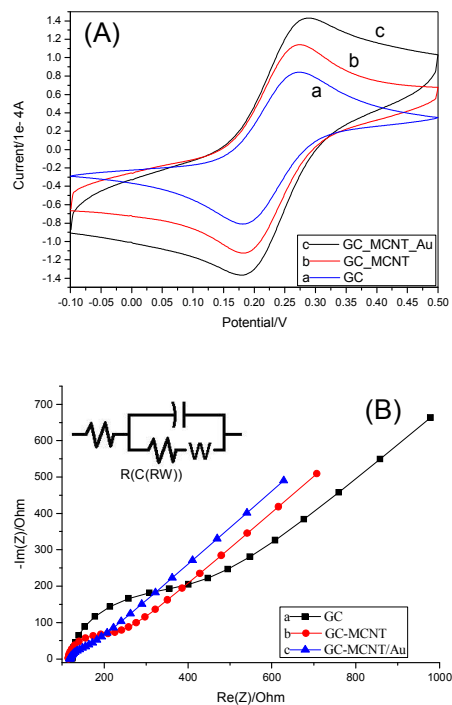 (A)
1.4
1.2
1.0
0.8
0.6
0.4
0.2
0.0
-0.2
-0.4
-0.6
-0.8
-1.0
-1.2
-1.4
Current/1e- 4A
c
b
a
c GC_MCNT_Au
b GC_MCNT
a GC
-0.10 -0.05 0.00 0.05 0.10 0.15 0.20 0.25 0.30 0.35 0.40 0.45 0.50
Potential/V
(B)
700
600
500
400
300
200
100
0
-Im(Z)/Ohm
W
R(C(RW))
a GC
b GC-MCNT
c GC-MCNT/Au
200 400 600 800 1000
Re(Z)/Ohm